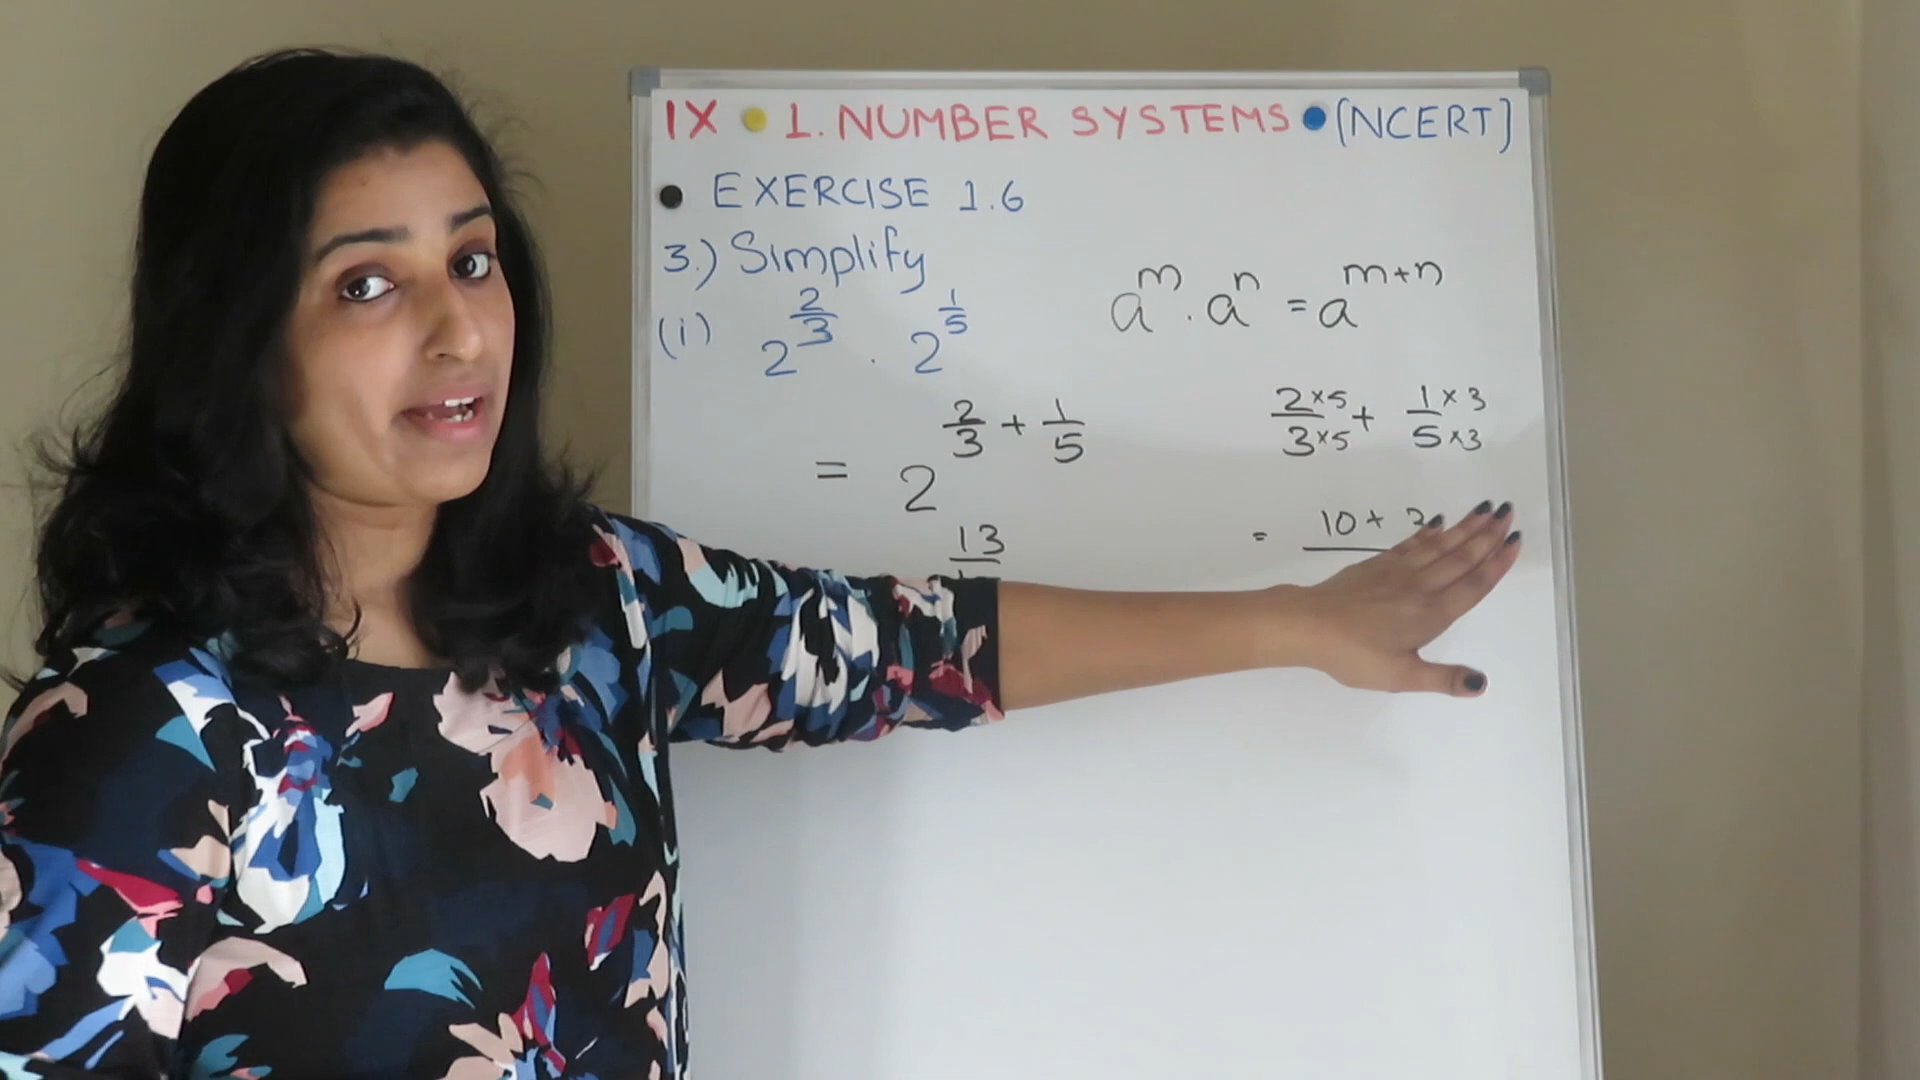 IX • 1. NUMBER SYSTEMS • [NCERT]
• EXERCISE 1.6
3.) Simplify
(i) 2^(2/3) . 2^(1/5)
a^m . a^n = a^(m+n)
= 2^(2/3 + 1/5)
2×5/3×5 + 1×3/5×3
13
= 10 + 3